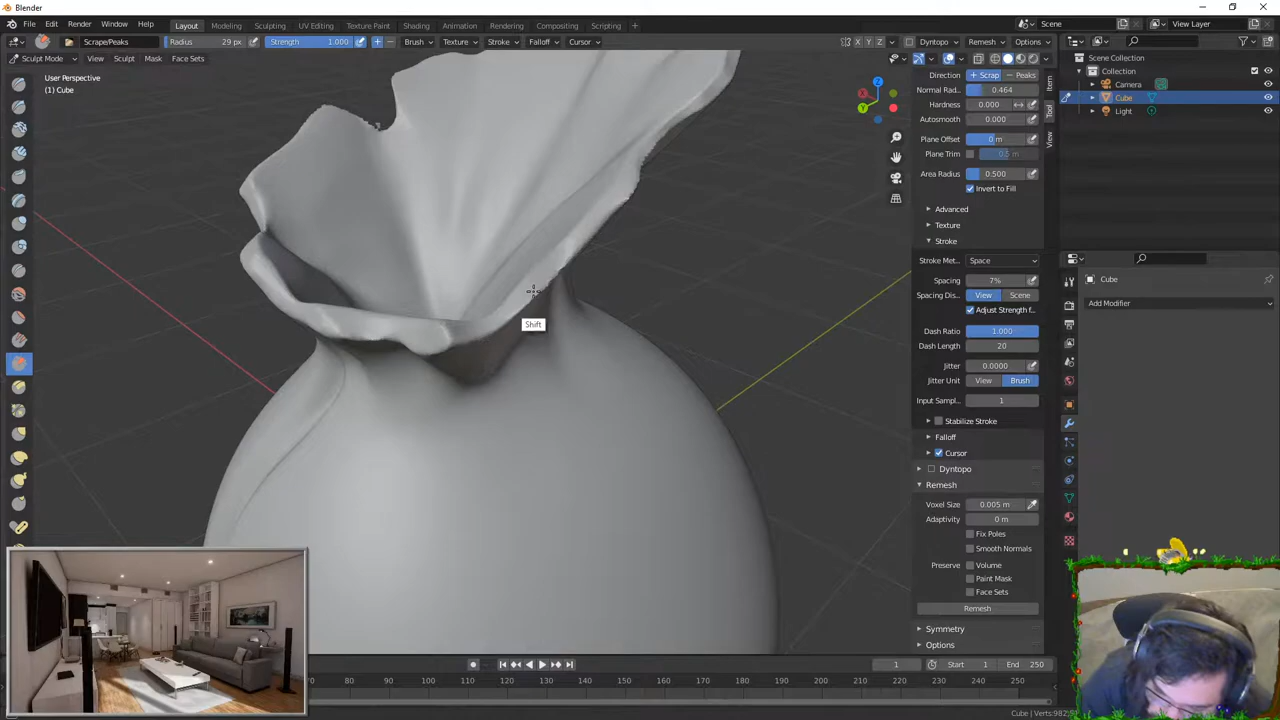 Blender
File Edit Render Window Help Layout Modeling Sculpting UV Editing Texture Paint Shading Animation Rendering Compositing Scripting + Scene View Layer
Scrape/Peaks Radius 29 px Strength 1.000 Brush Texture Stroke Falloff Cursor X Y Z Dyntopo Remesh Options
Sculpt Mode View Sculpt Mask Face Sets
User Perspective
(1) Cube
Z
X
Y
Shift
Direction + Scrap - Peaks
Normal Rad... 0.464
Hardness 0.000
Autosmooth 0.000
Plane Offset 0 m
Plane Trim 0.5 m
Area Radius 0.500
Invert to Fill
Advanced
Texture
Stroke
Stroke Met... Space
Spacing 7%
Spacing Dis... View Scene
Adjust Strength f...
Dash Ratio 1.000
Dash Length 20
Jitter 0.0000
Jitter Unit View Brush
Input Sampl... 1
Stabilize Stroke
Falloff
Cursor
Dyntopo
Remesh
Voxel Size 0.005 m
Adaptivity 0 m
Fix Poles
Smooth Normals
Preserve Volume
Paint Mask
Face Sets
Remesh
Symmetry
Options
Item
Tool
View
Scene Collection
Collection
Camera
Cube
Light
Cube
Add Modifier
1 Start 1 End 250
70 80 90 100 110 120 130 140 150 160 170 180 190 200 210 220 230 240 250